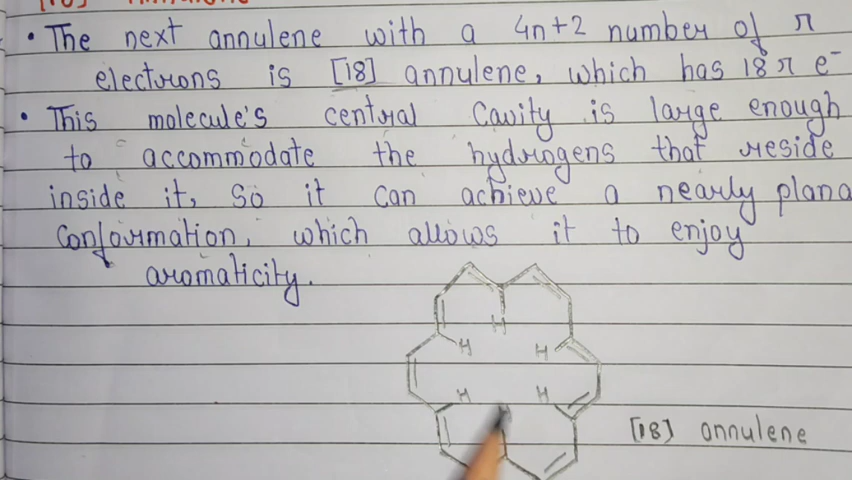 • The next annulene with a 4n+2 number of π
electrons is [18] annulene, which has 18 π e⁻
• This molecule's central cavity is large enough
to accommodate the hydrogens that reside
inside it, so it can achieve a nearly plana
conformation, which allows it to enjoy
aromaticity.
H
H H
H H
[18] annulene